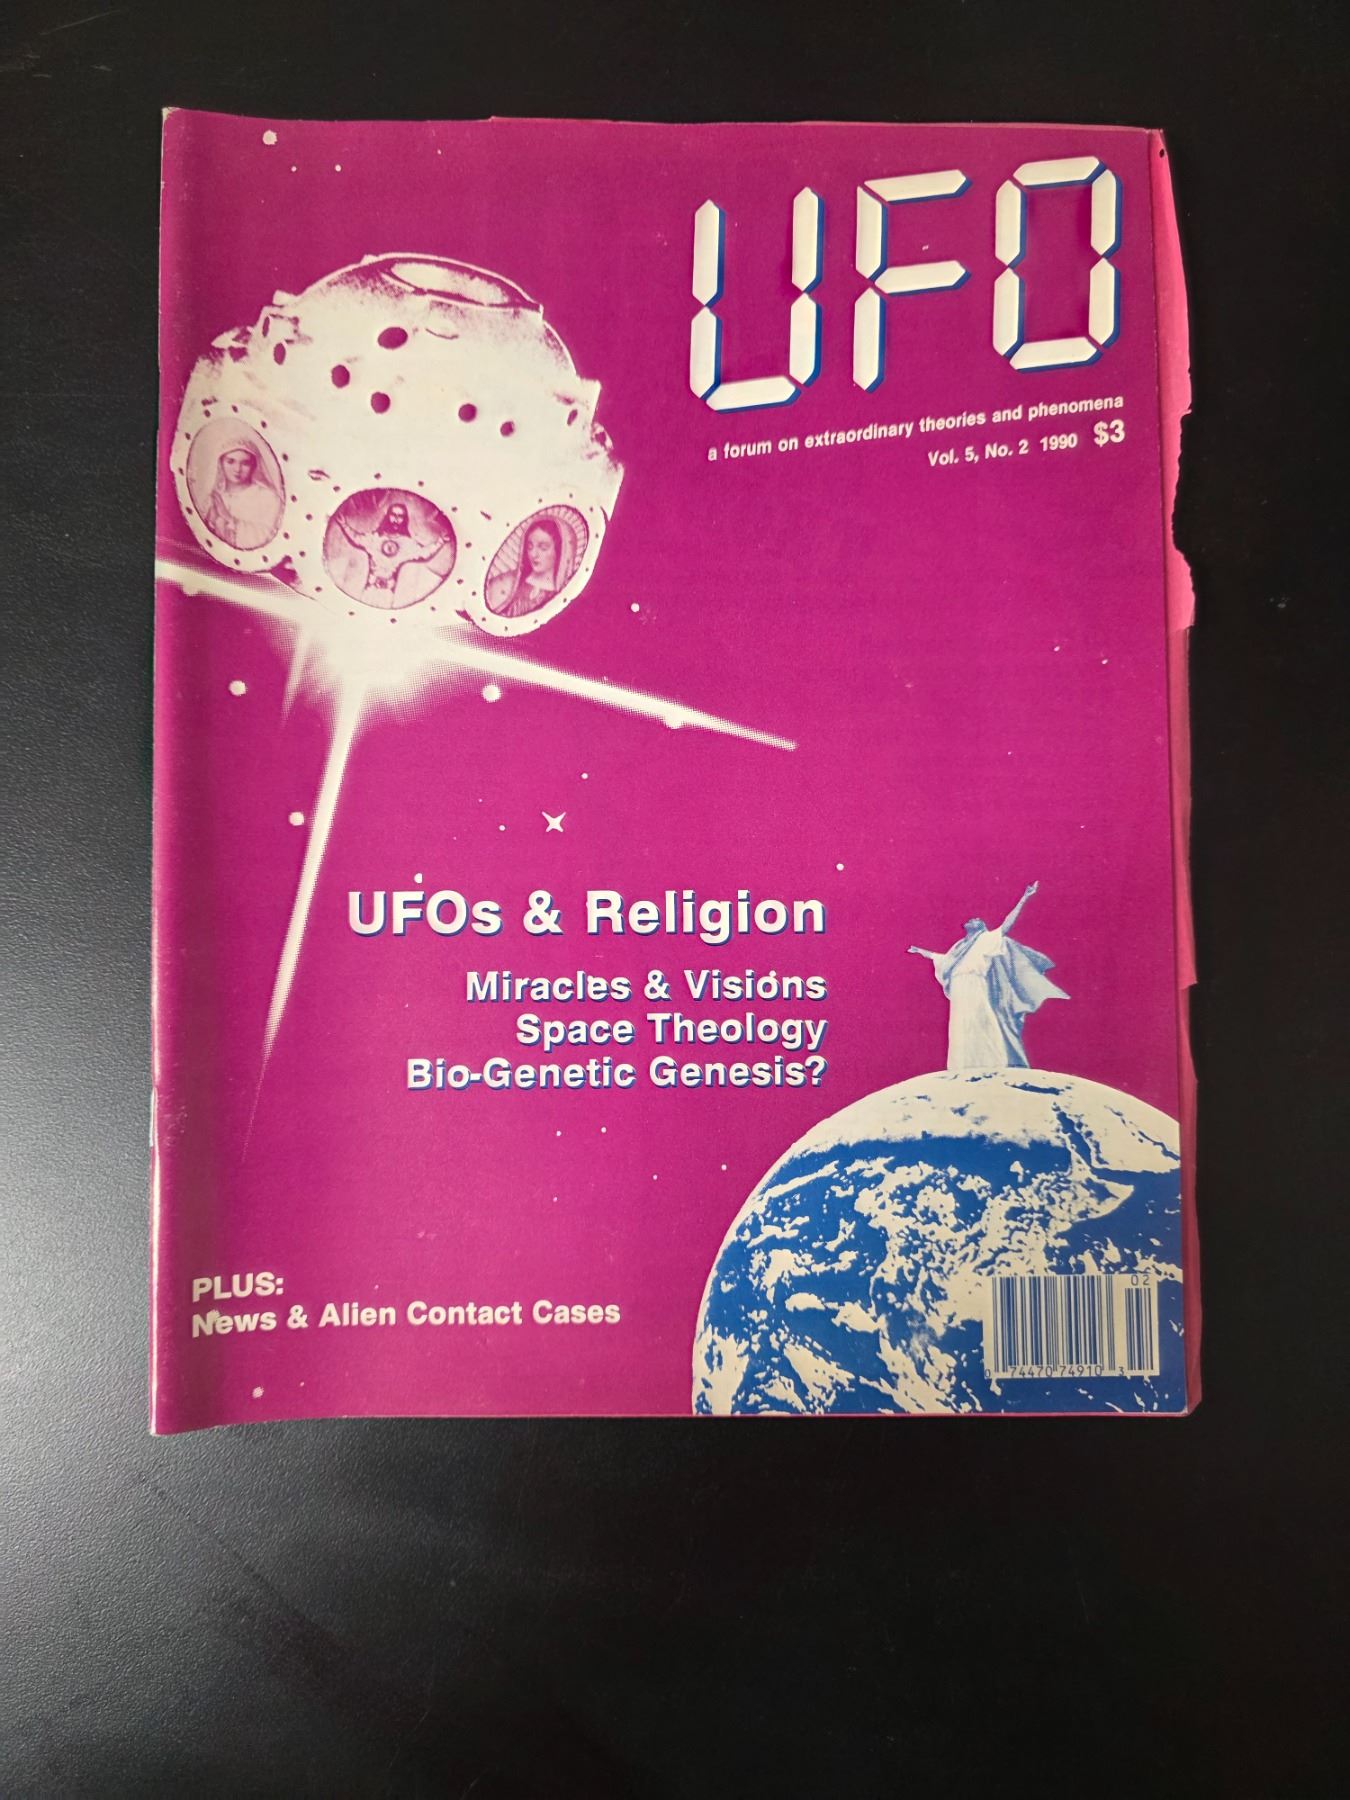 UFO
a forum on extraordinary theories and phenomena
Vol. 5, No. 2 1990 $3
UFOs & Religion
Miracles & Visions
Space Theology
Bio-Genetic Genesis?
PLUS:
News & Alien Contact Cases
02
0 74470 74910 3